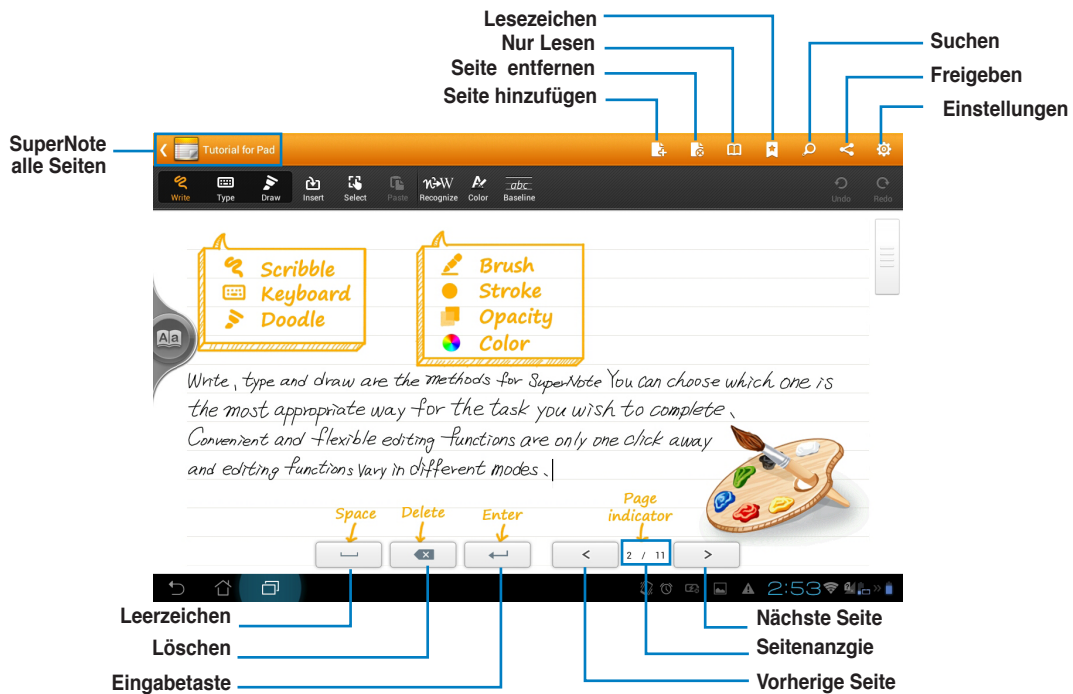 Lesezeichen
Nur Lesen
Seite entfernen
Seite hinzufügen
Suchen
Freigeben
Einstellungen
SuperNote
alle Seiten
Tutorial for Pad
Write Type Draw Insert Select Paste Recognize Color Baseline Undo Redo
Scribble
Keyboard
Doodle
Brush
Stroke
Opacity
Color
Write, type and draw are the methods for SuperNote You can choose which one is
the most appropriate way for the task you wish to complete、
Convenient and flexible editing functions are only one click away
and editing functions vary in different modes、
Space Delete Enter Page
indicator
2 / 11
2:53
Leerzeichen
Löschen
Eingabetaste
Nächste Seite
Seitenanzgie
Vorherige Seite